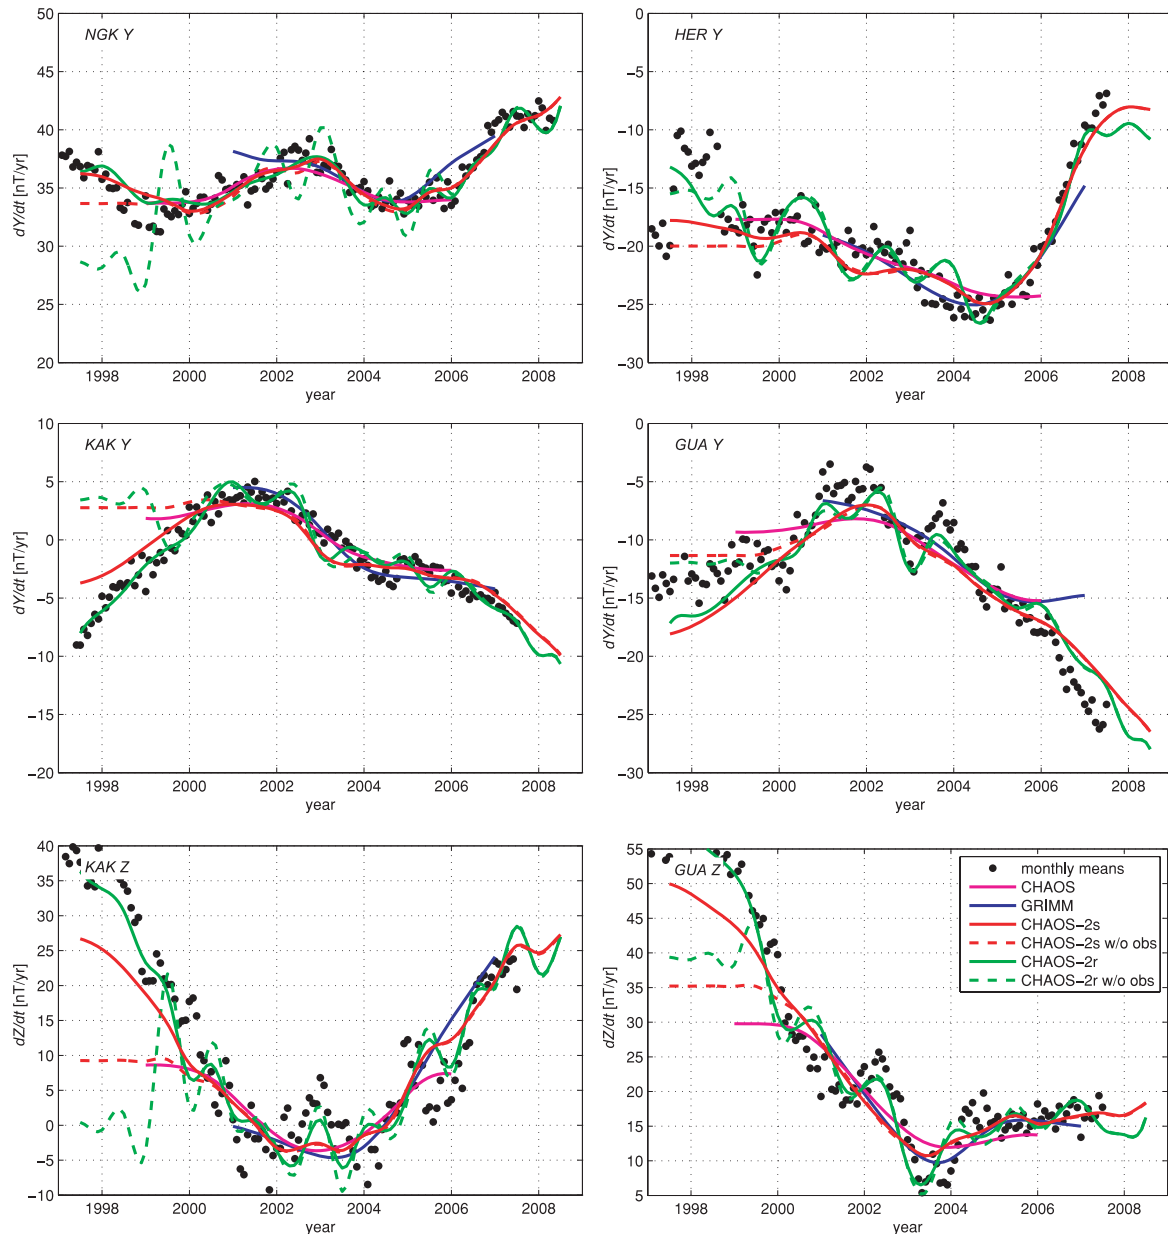 NGK Y
50
45
40
35
30
25
20
dY/dt [nT/yr]
1998 2000 2002 2004 2006 2008
year
HER Y
0
−5
−10
−15
−20
−25
−30
dY/dt [nT/yr]
1998 2000 2002 2004 2006 2008
year
KAK Y
10
5
0
−5
−10
−15
−20
dY/dt [nT/yr]
1998 2000 2002 2004 2006 2008
year
GUA Y
0
−5
−10
−15
−20
−25
−30
dY/dt [nT/yr]
1998 2000 2002 2004 2006 2008
year
KAK Z
40
35
30
25
20
15
10
5
0
−5
−10
dZ/dt [nT/yr]
1998 2000 2002 2004 2006 2008
year
GUA Z
55
50
45
40
35
30
25
20
15
10
5
dZ/dt [nT/yr]
1998 2000 2002 2004 2006 2008
year
monthly means
CHAOS
GRIMM
CHAOS-2s
CHAOS-2s w/o obs
CHAOS-2r
CHAOS-2r w/o obs